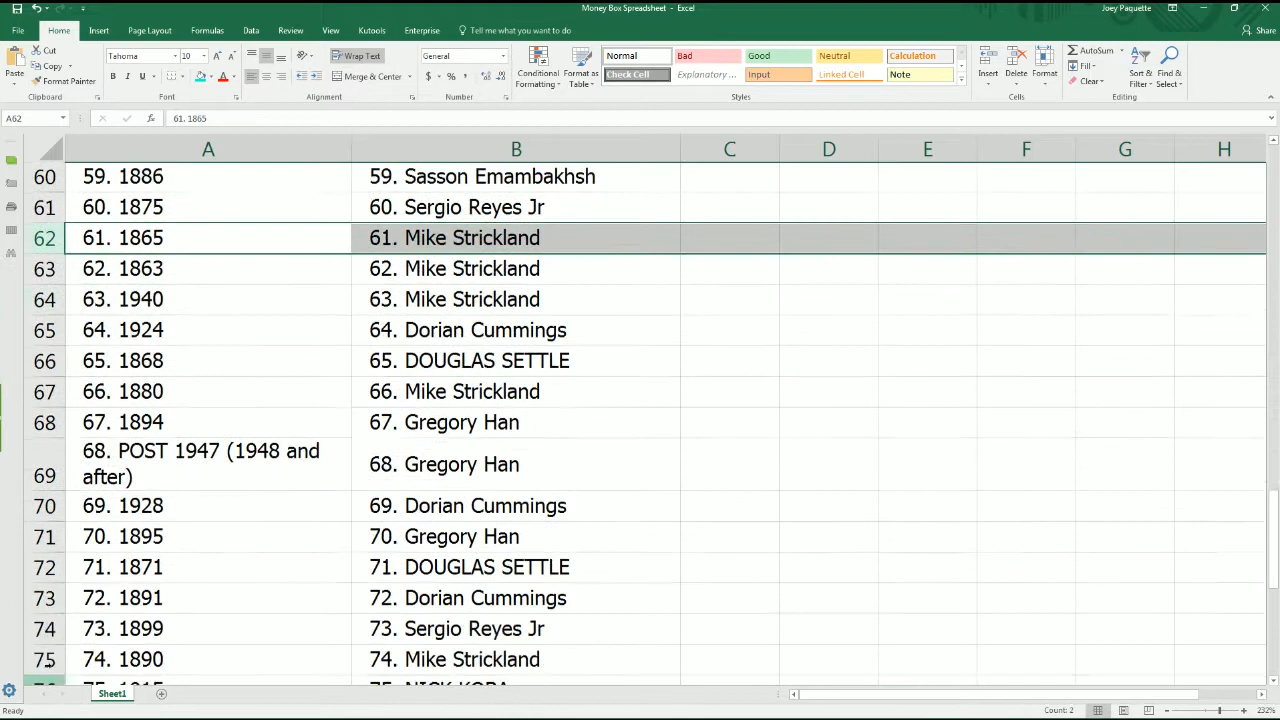 Money Box Spreadsheet - Excel
Joey Paquette
File Home Insert Page Layout Formulas Data Review View Kutools Enterprise Tell me what you want to do... Share
Paste Cut Copy Format Painter
Tahoma 10
B I U A
Wrap Text
Merge & Center
General
$ % ,
Conditional Formatting
Format as Table
Normal Bad Good Neutral Calculation
Check Cell Explanatory ... Input Linked Cell Note
Insert Delete Format
AutoSum
Fill
Clear
Sort & Filter
Find & Select
Clipboard Font Alignment Number Styles Cells Editing
A62 fx 61. 1865
A B C D E F G H
60 59. 1886 59. Sasson Emambakhsh
61 60. 1875 60. Sergio Reyes Jr
62 61. 1865 61. Mike Strickland
63 62. 1863 62. Mike Strickland
64 63. 1940 63. Mike Strickland
65 64. 1924 64. Dorian Cummings
66 65. 1868 65. DOUGLAS SETTLE
67 66. 1880 66. Mike Strickland
68 67. 1894 67. Gregory Han
68. POST 1947 (1948 and
69 after) 68. Gregory Han
70 69. 1928 69. Dorian Cummings
71 70. 1895 70. Gregory Han
72 71. 1871 71. DOUGLAS SETTLE
73 72. 1891 72. Dorian Cummings
74 73. 1899 73. Sergio Reyes Jr
75 74. 1890 74. Mike Strickland
Sheet1
Ready Count: 2 232%